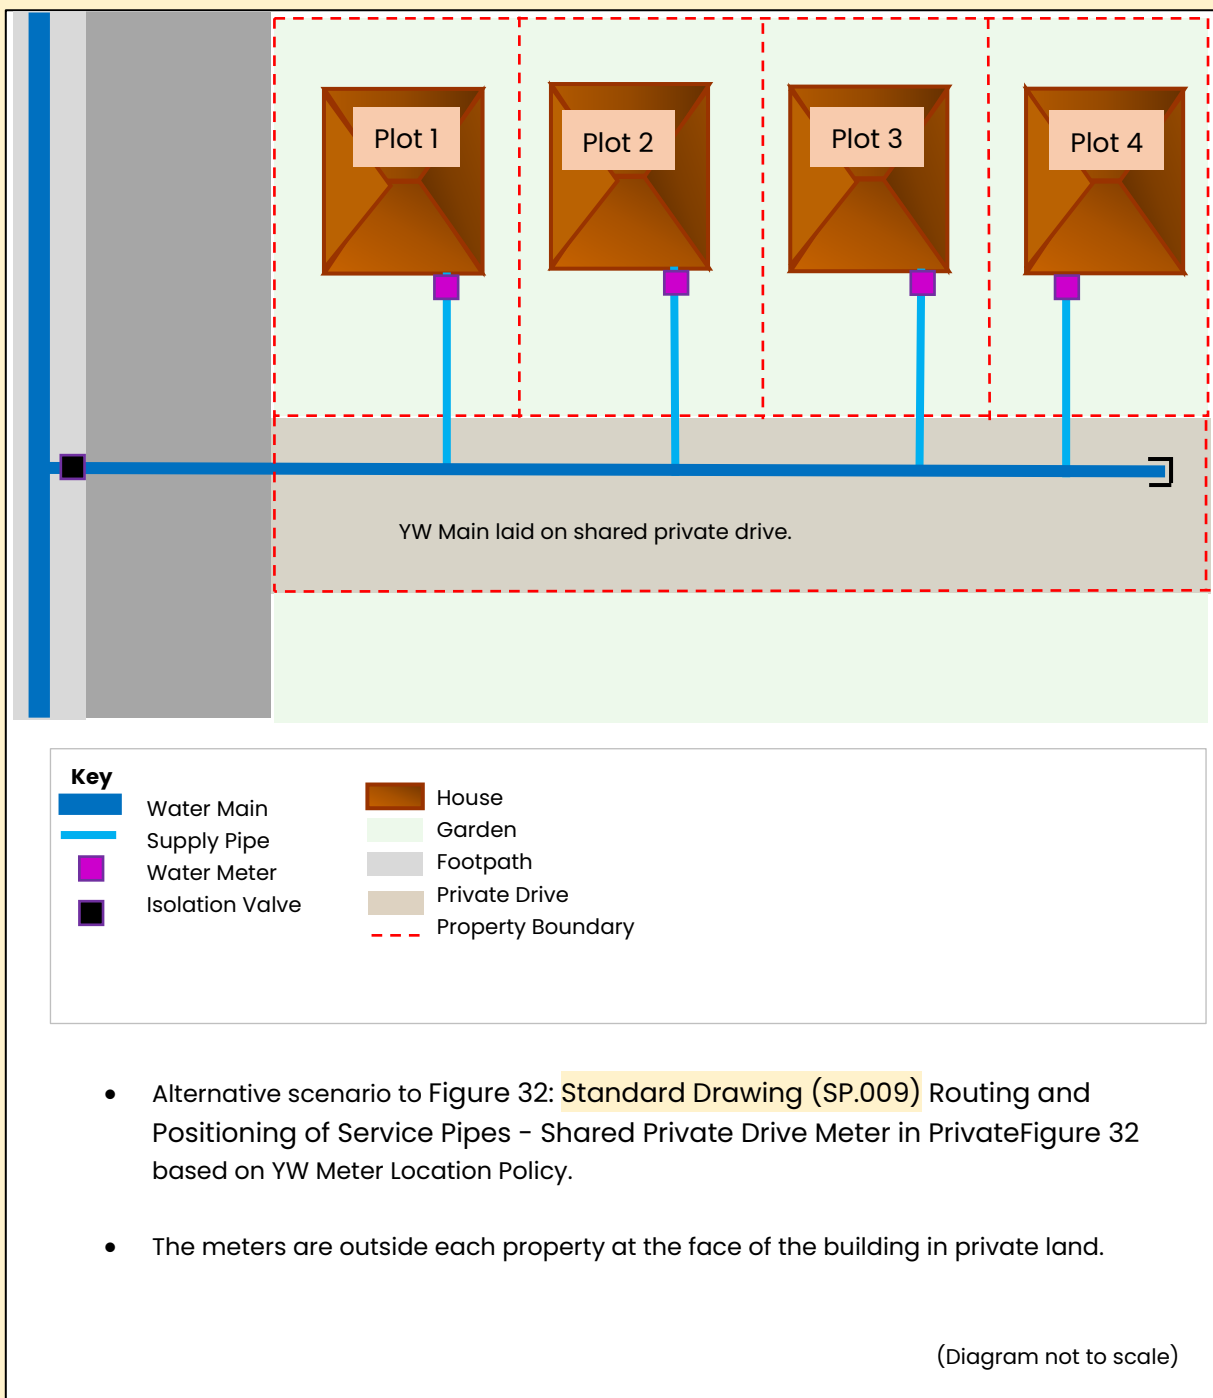 Plot 1
Plot 2
Plot 3
Plot 4
YW Main laid on shared private drive.
Key
Water Main
Supply Pipe
Water Meter
Isolation Valve
House
Garden
Footpath
Private Drive
Property Boundary
• Alternative scenario to Figure 32: Standard Drawing (SP.009) Routing and
Positioning of Service Pipes - Shared Private Drive Meter in PrivateFigure 32
based on YW Meter Location Policy.
• The meters are outside each property at the face of the building in private land.
(Diagram not to scale)